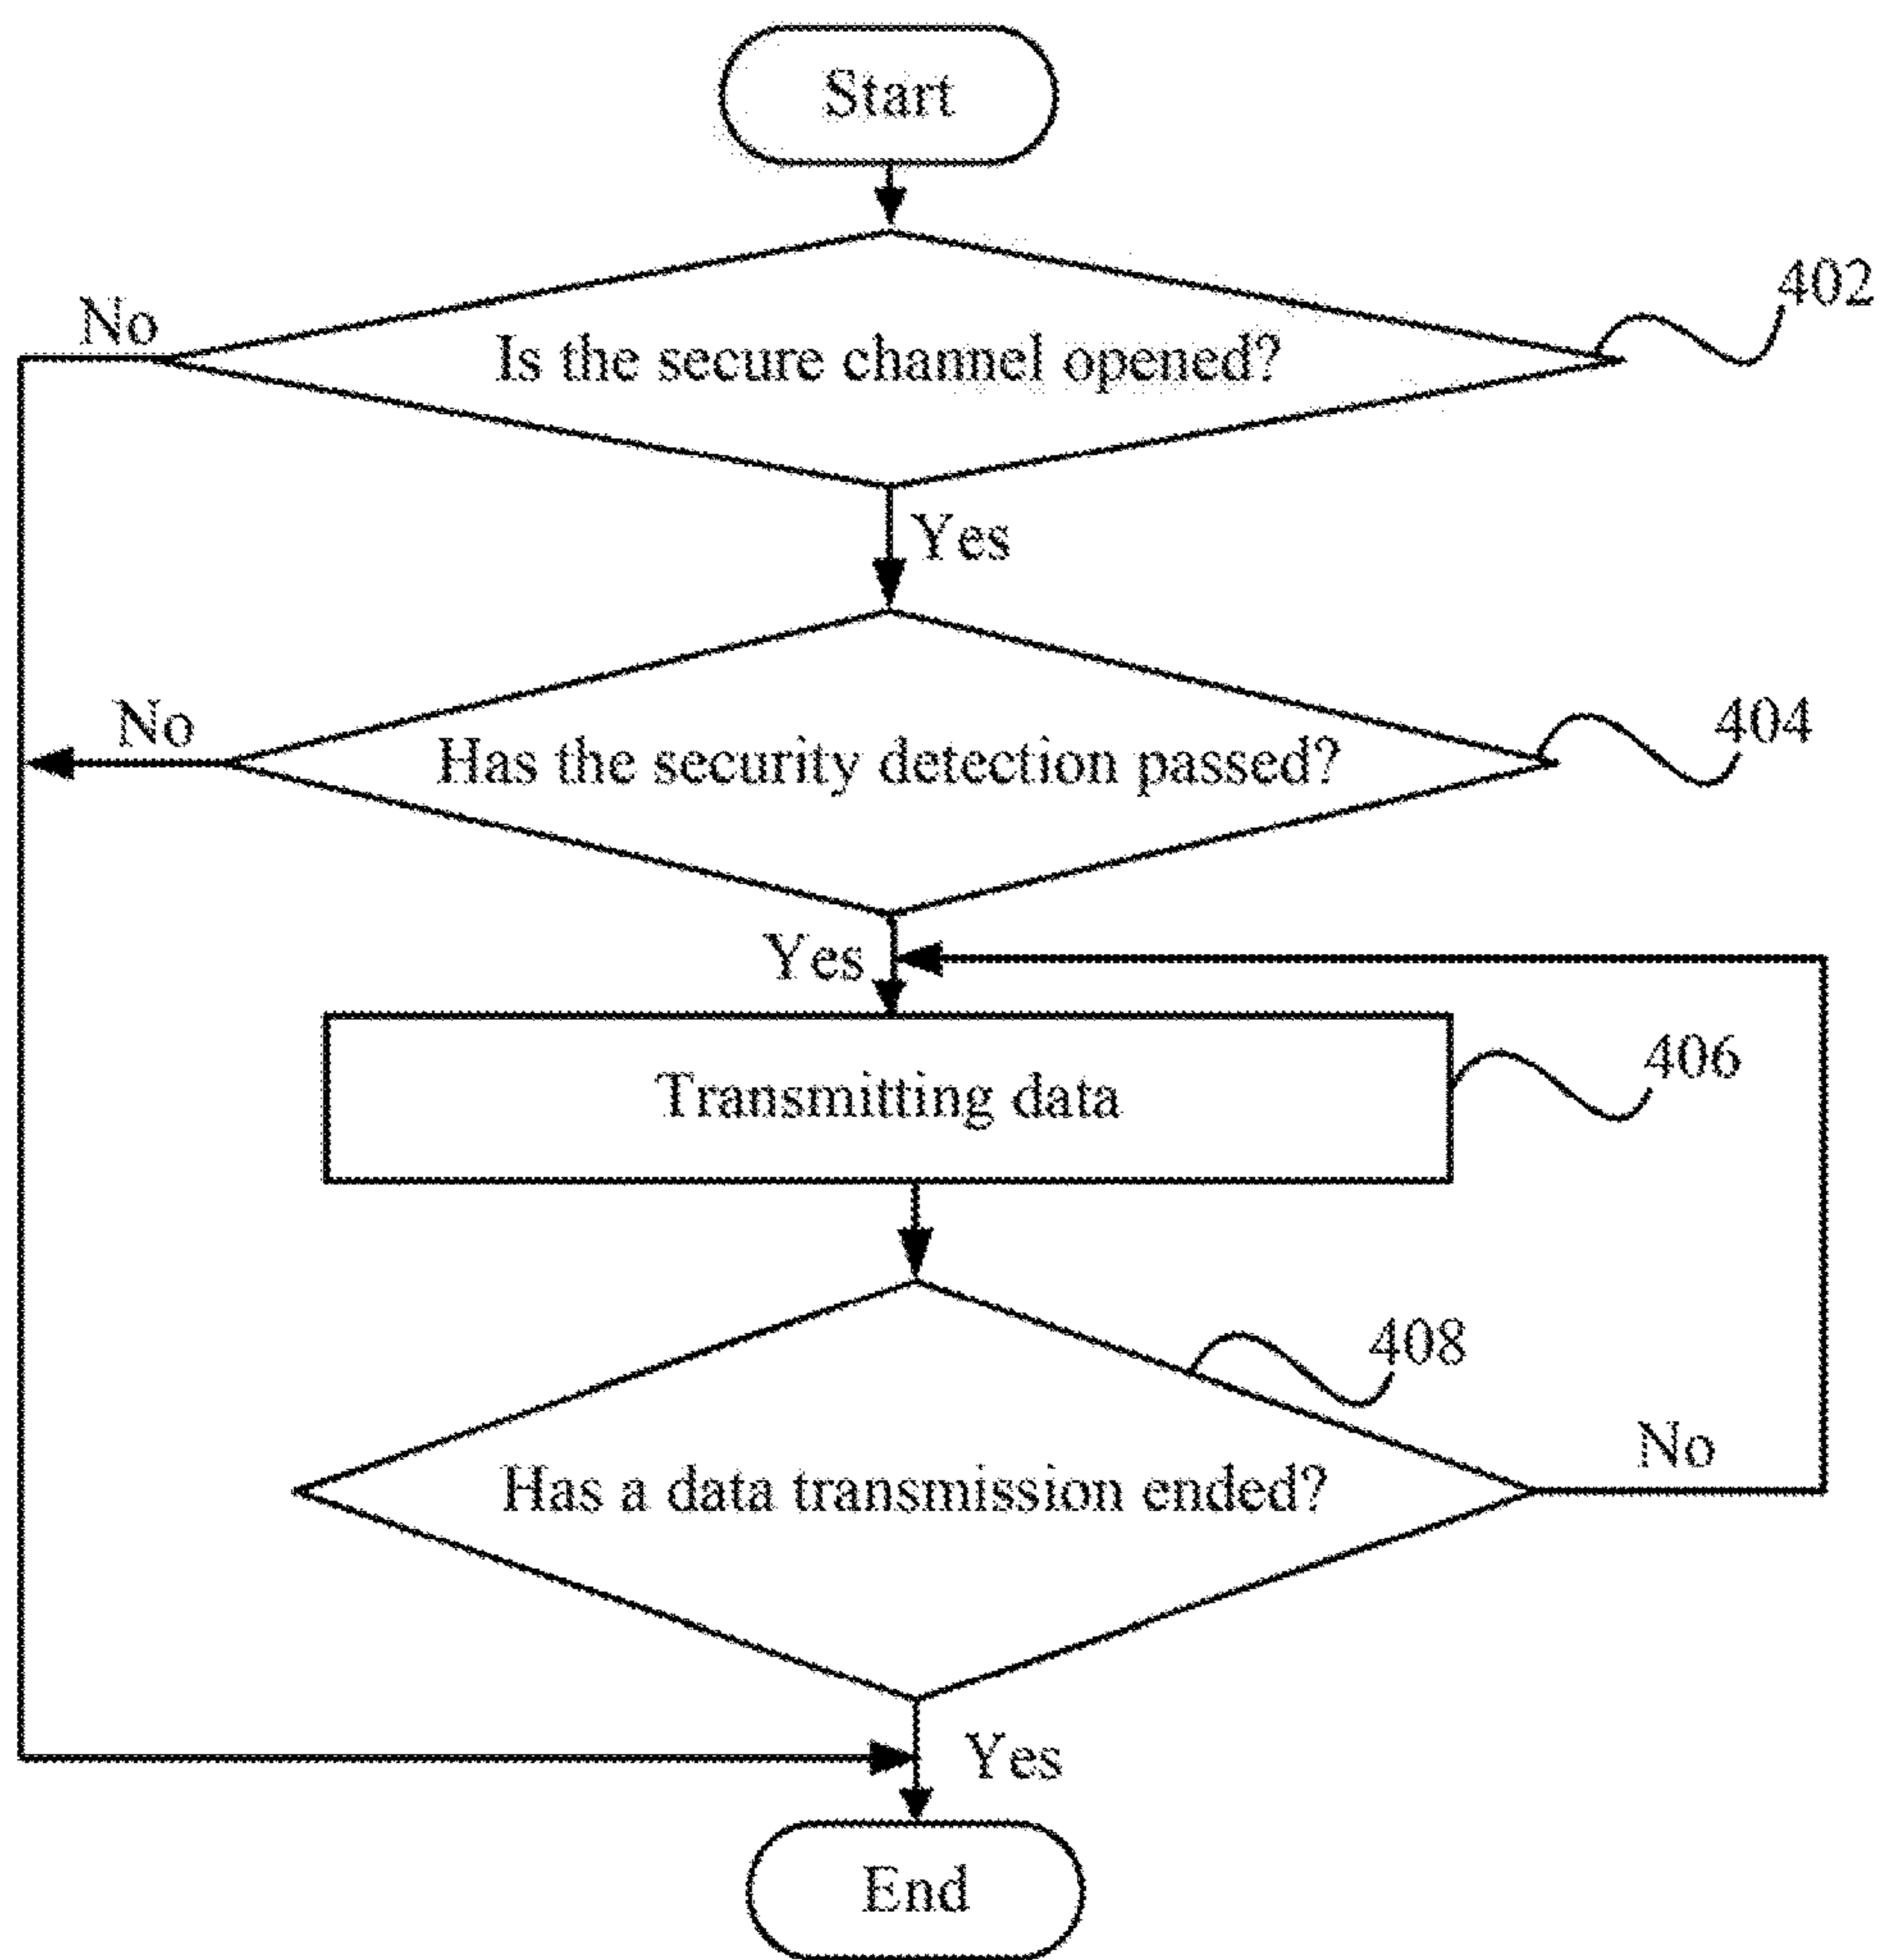 Start
402
No
Is the secure channel opened?
Yes
404
No
Has the security detection passed?
Yes
406
Transmitting data
408
No
Has a data transmission ended?
Yes
End